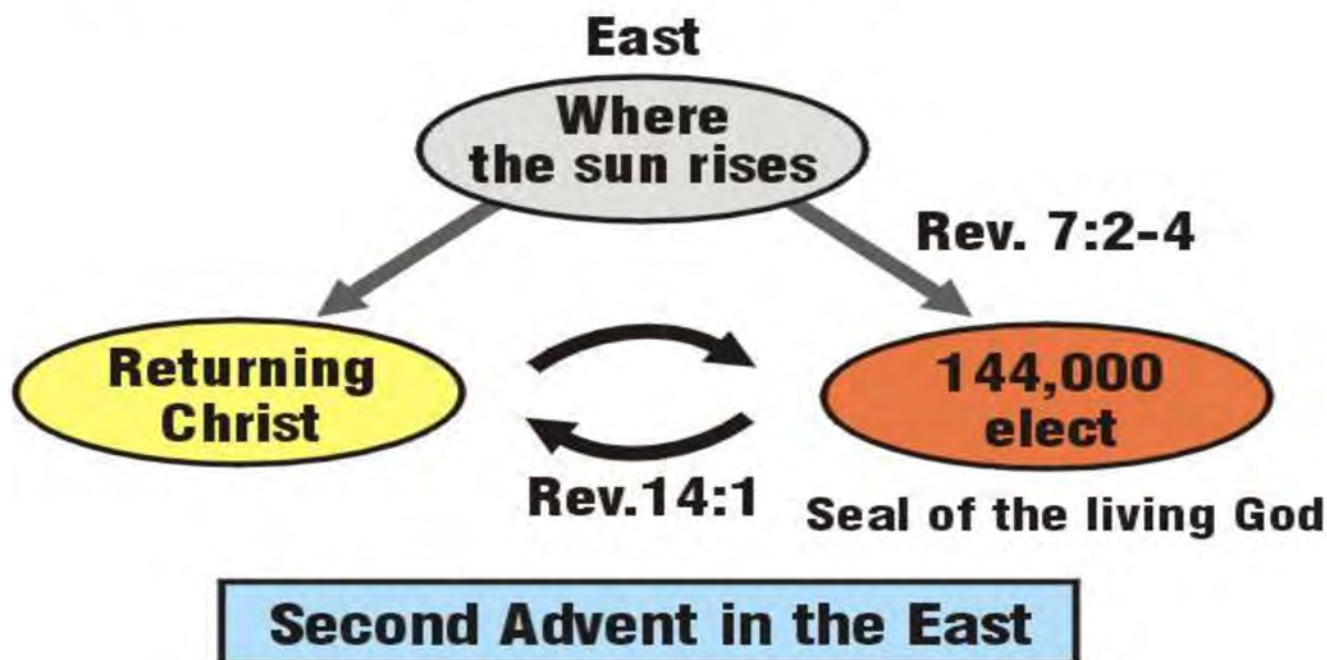 East
Where
the sun rises
Rev. 7:2-4
Returning
Christ
144,000
elect
Rev.14:1
Seal of the living God
Second Advent in the East